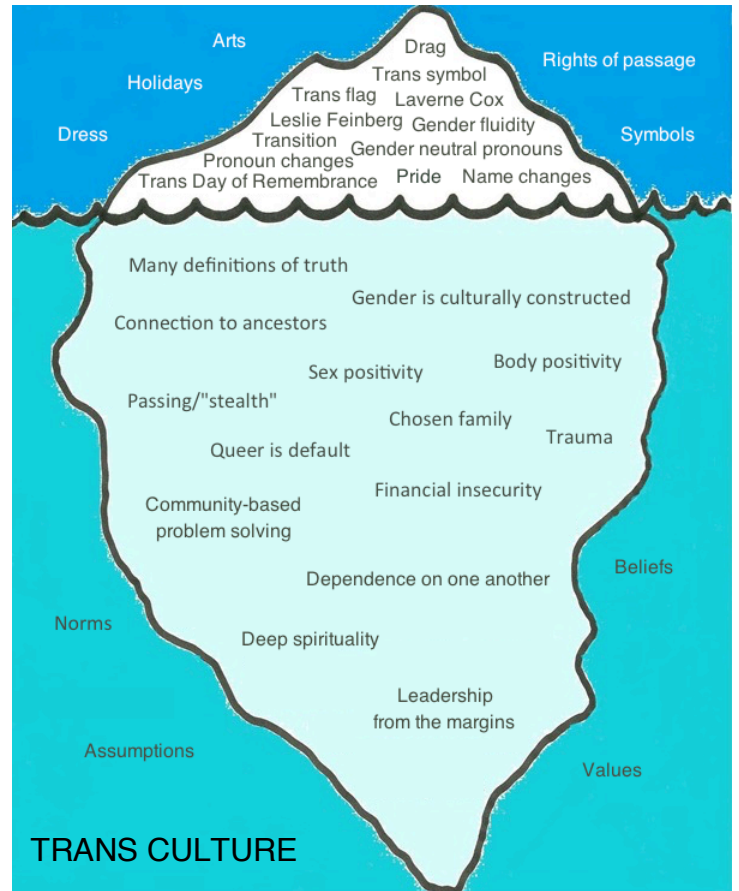 Arts
Drag
Rights of passage
Trans symbol
Holidays
Trans flag
Laverne Cox
Leslie Feinberg
Gender fluidity
Dress
Transition
Symbols
Gender neutral pronouns
Pronoun changes
Trans Day of Remembrance
Pride
Name changes
Many definitions of truth
Gender is culturally constructed
Connection to ancestors
Body positivity
Sex positivity
Passing/"stealth"
Chosen family
Trauma
Queer is default
Financial insecurity
Community-based
problem solving
Beliefs
Dependence on one another
Norms
Deep spirituality
Leadership
from the margins
Assumptions
Values
TRANS CULTURE